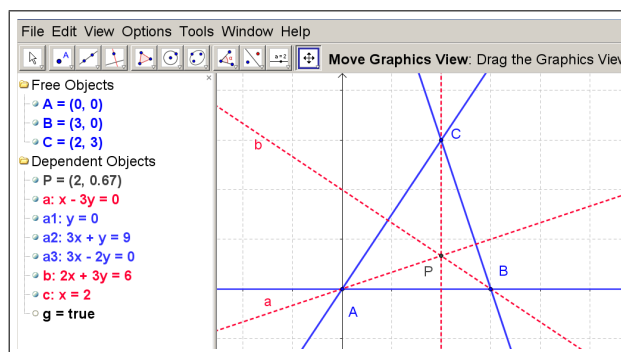 File Edit View Options Tools Window Help
A α a=2 Move Graphics View: Drag the Graphics View
Free Objects
A = (0, 0)
B = (3, 0)
C = (2, 3)
Dependent Objects
P = (2, 0.67)
a: x - 3y = 0
a1: y = 0
a2: 3x + y = 9
a3: 3x - 2y = 0
b: 2x + 3y = 6
c: x = 2
g = true
b
C
P
B
a
A